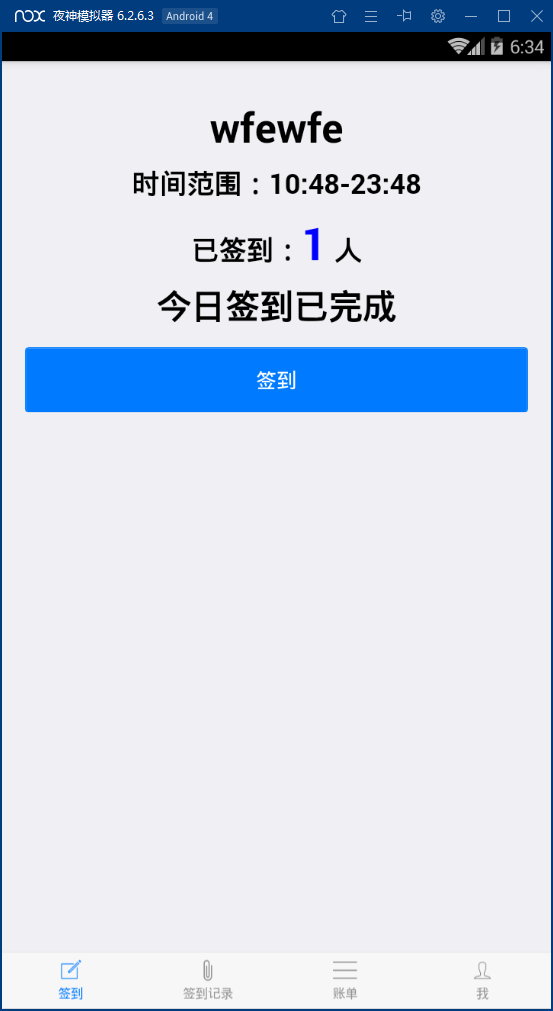 nox 夜神模拟器 6.2.6.3 Android 4
6:34
wfewfe
时间范围：10:48-23:48
已签到：1 人
今日签到已完成
签到
签到 签到记录 账单 我